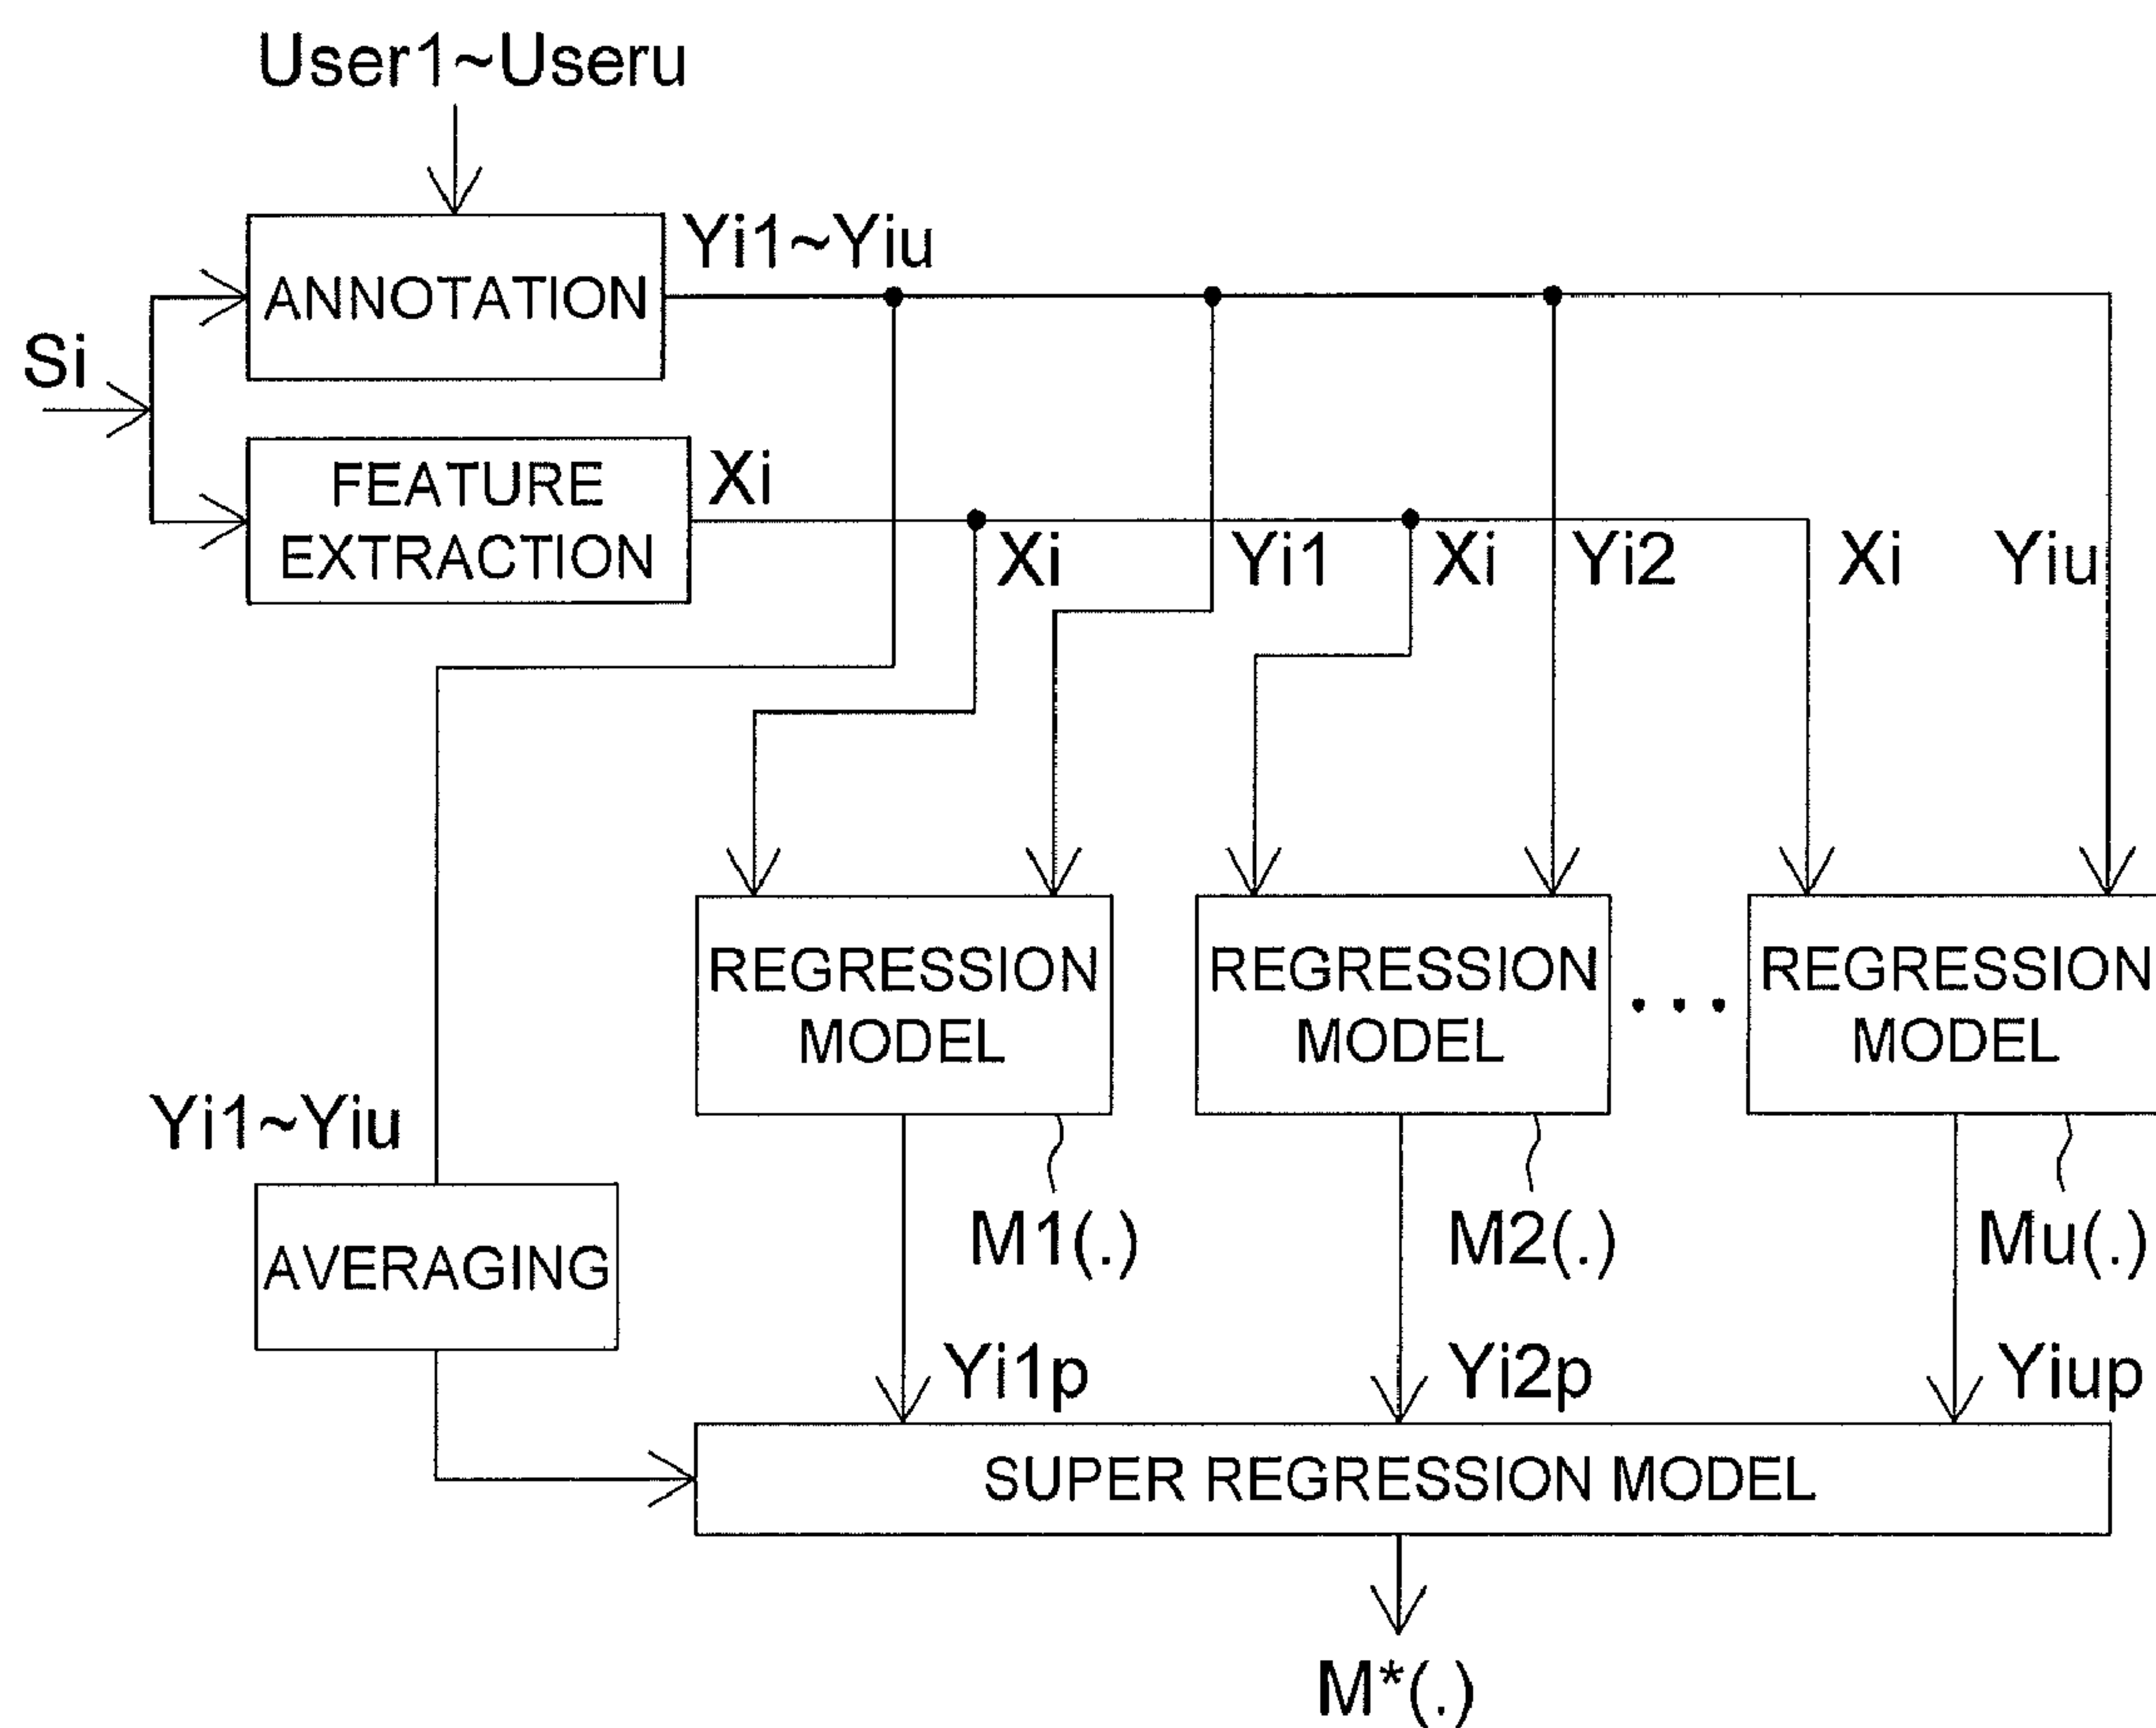 User1~Useru
Yi1~Yiu
ANNOTATION
Si
Xi
FEATURE
EXTRACTION
Xi
Yi1
Xi
Yi2
Xi
Yiu
REGRESSION
MODEL
REGRESSION
MODEL
...
REGRESSION
MODEL
Yi1~Yiu
M1(.)
M2(.)
Mu(.)
AVERAGING
Yi1p
Yi2p
Yiup
SUPER REGRESSION MODEL
M*(.)